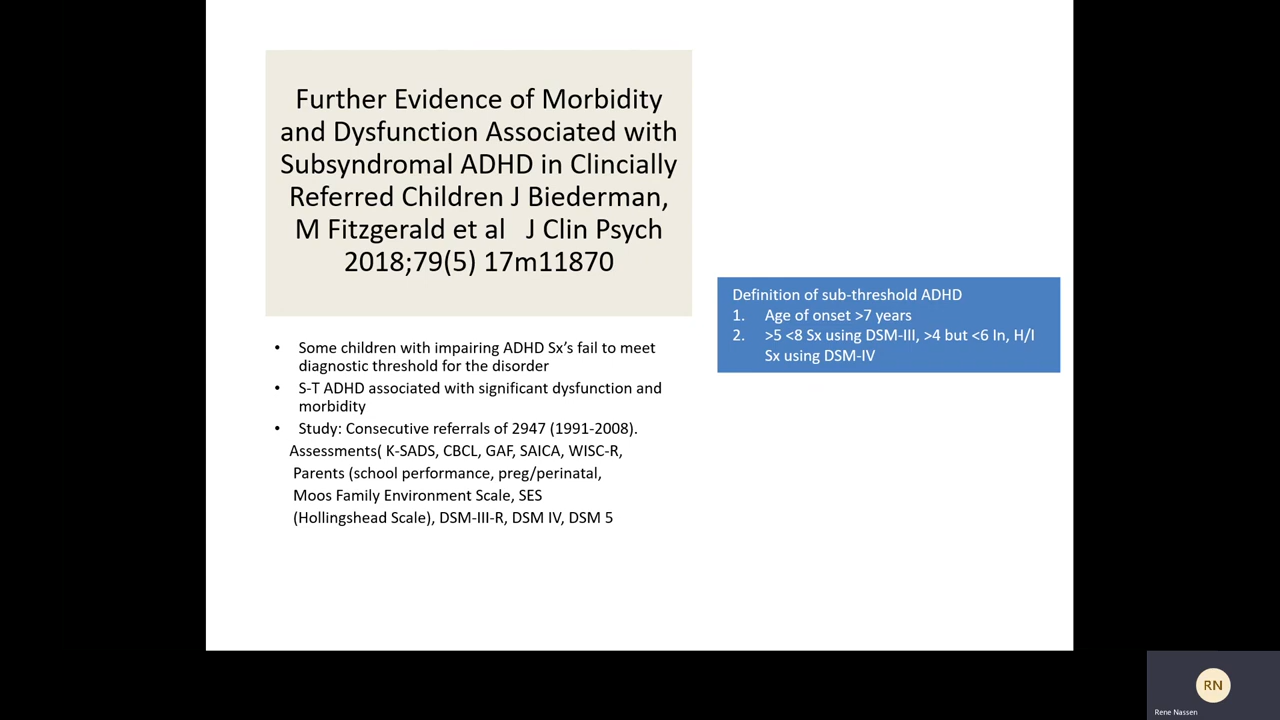 Further Evidence of Morbidity
and Dysfunction Associated with
Subsyndromal ADHD in Clincially
Referred Children J Biederman,
M Fitzgerald et al   J Clin Psych
2018;79(5) 17m11870
• Some children with impairing ADHD Sx’s fail to meet
diagnostic threshold for the disorder
• S-T ADHD associated with significant dysfunction and
morbidity
• Study: Consecutive referrals of 2947 (1991-2008).
Assessments( K-SADS, CBCL, GAF, SAICA, WISC-R,
Parents (school performance, preg/perinatal,
Moos Family Environment Scale, SES
(Hollingshead Scale), DSM-III-R, DSM IV, DSM 5
Definition of sub-threshold ADHD
1. Age of onset >7 years
2. >5 <8 Sx using DSM-III, >4 but <6 In, H/I
Sx using DSM-IV
RN
Rene Nassen